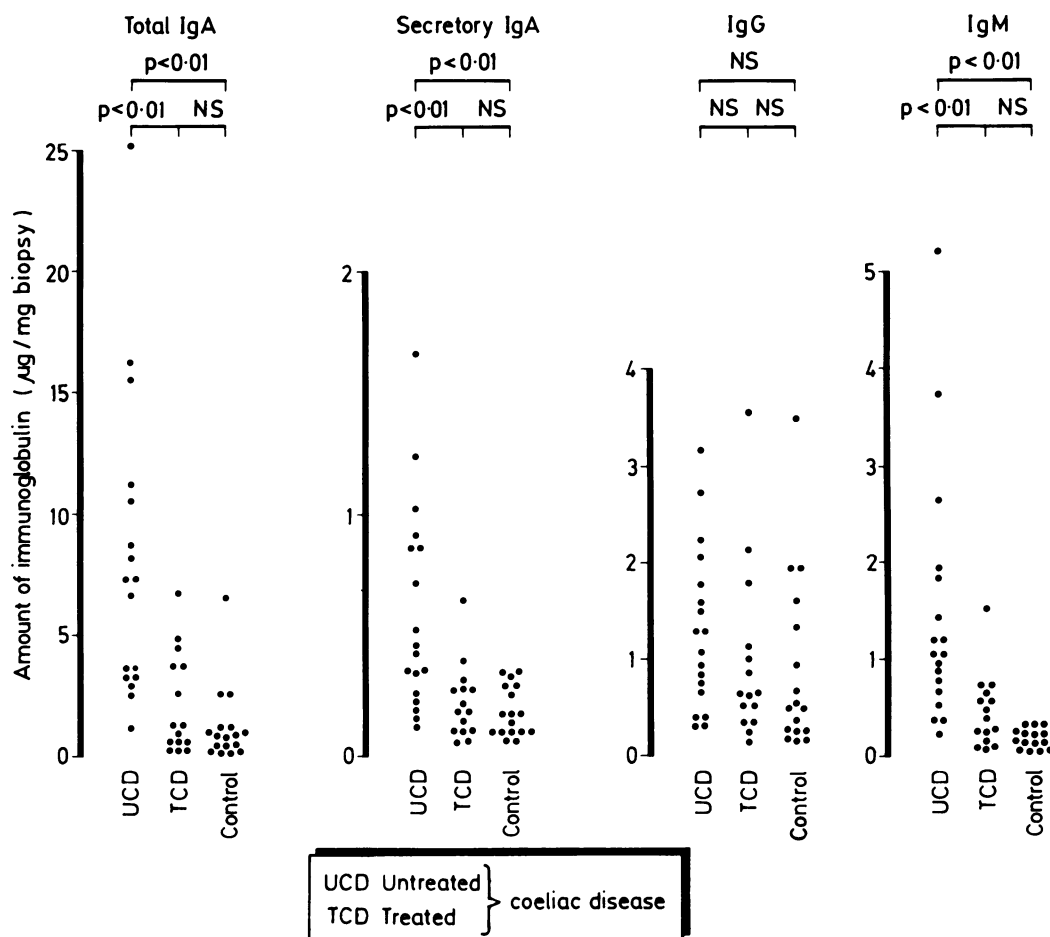 Total IgA
p<0·01
p<0·01 NS
Secretory IgA
p<0·01
p<0·01 NS
IgG
NS
NS NS
IgM
p<0·01
p<0·01 NS
Amount of immunoglobulin (µg/mg biopsy)
25
20
15
10
5
0
UCD
TCD
Control
2
1
0
UCD
TCD
Control
4
3
2
1
0
UCD
TCD
Control
5
4
3
2
1
0
UCD
TCD
Control
UCD Untreated
TCD Treated
coeliac disease